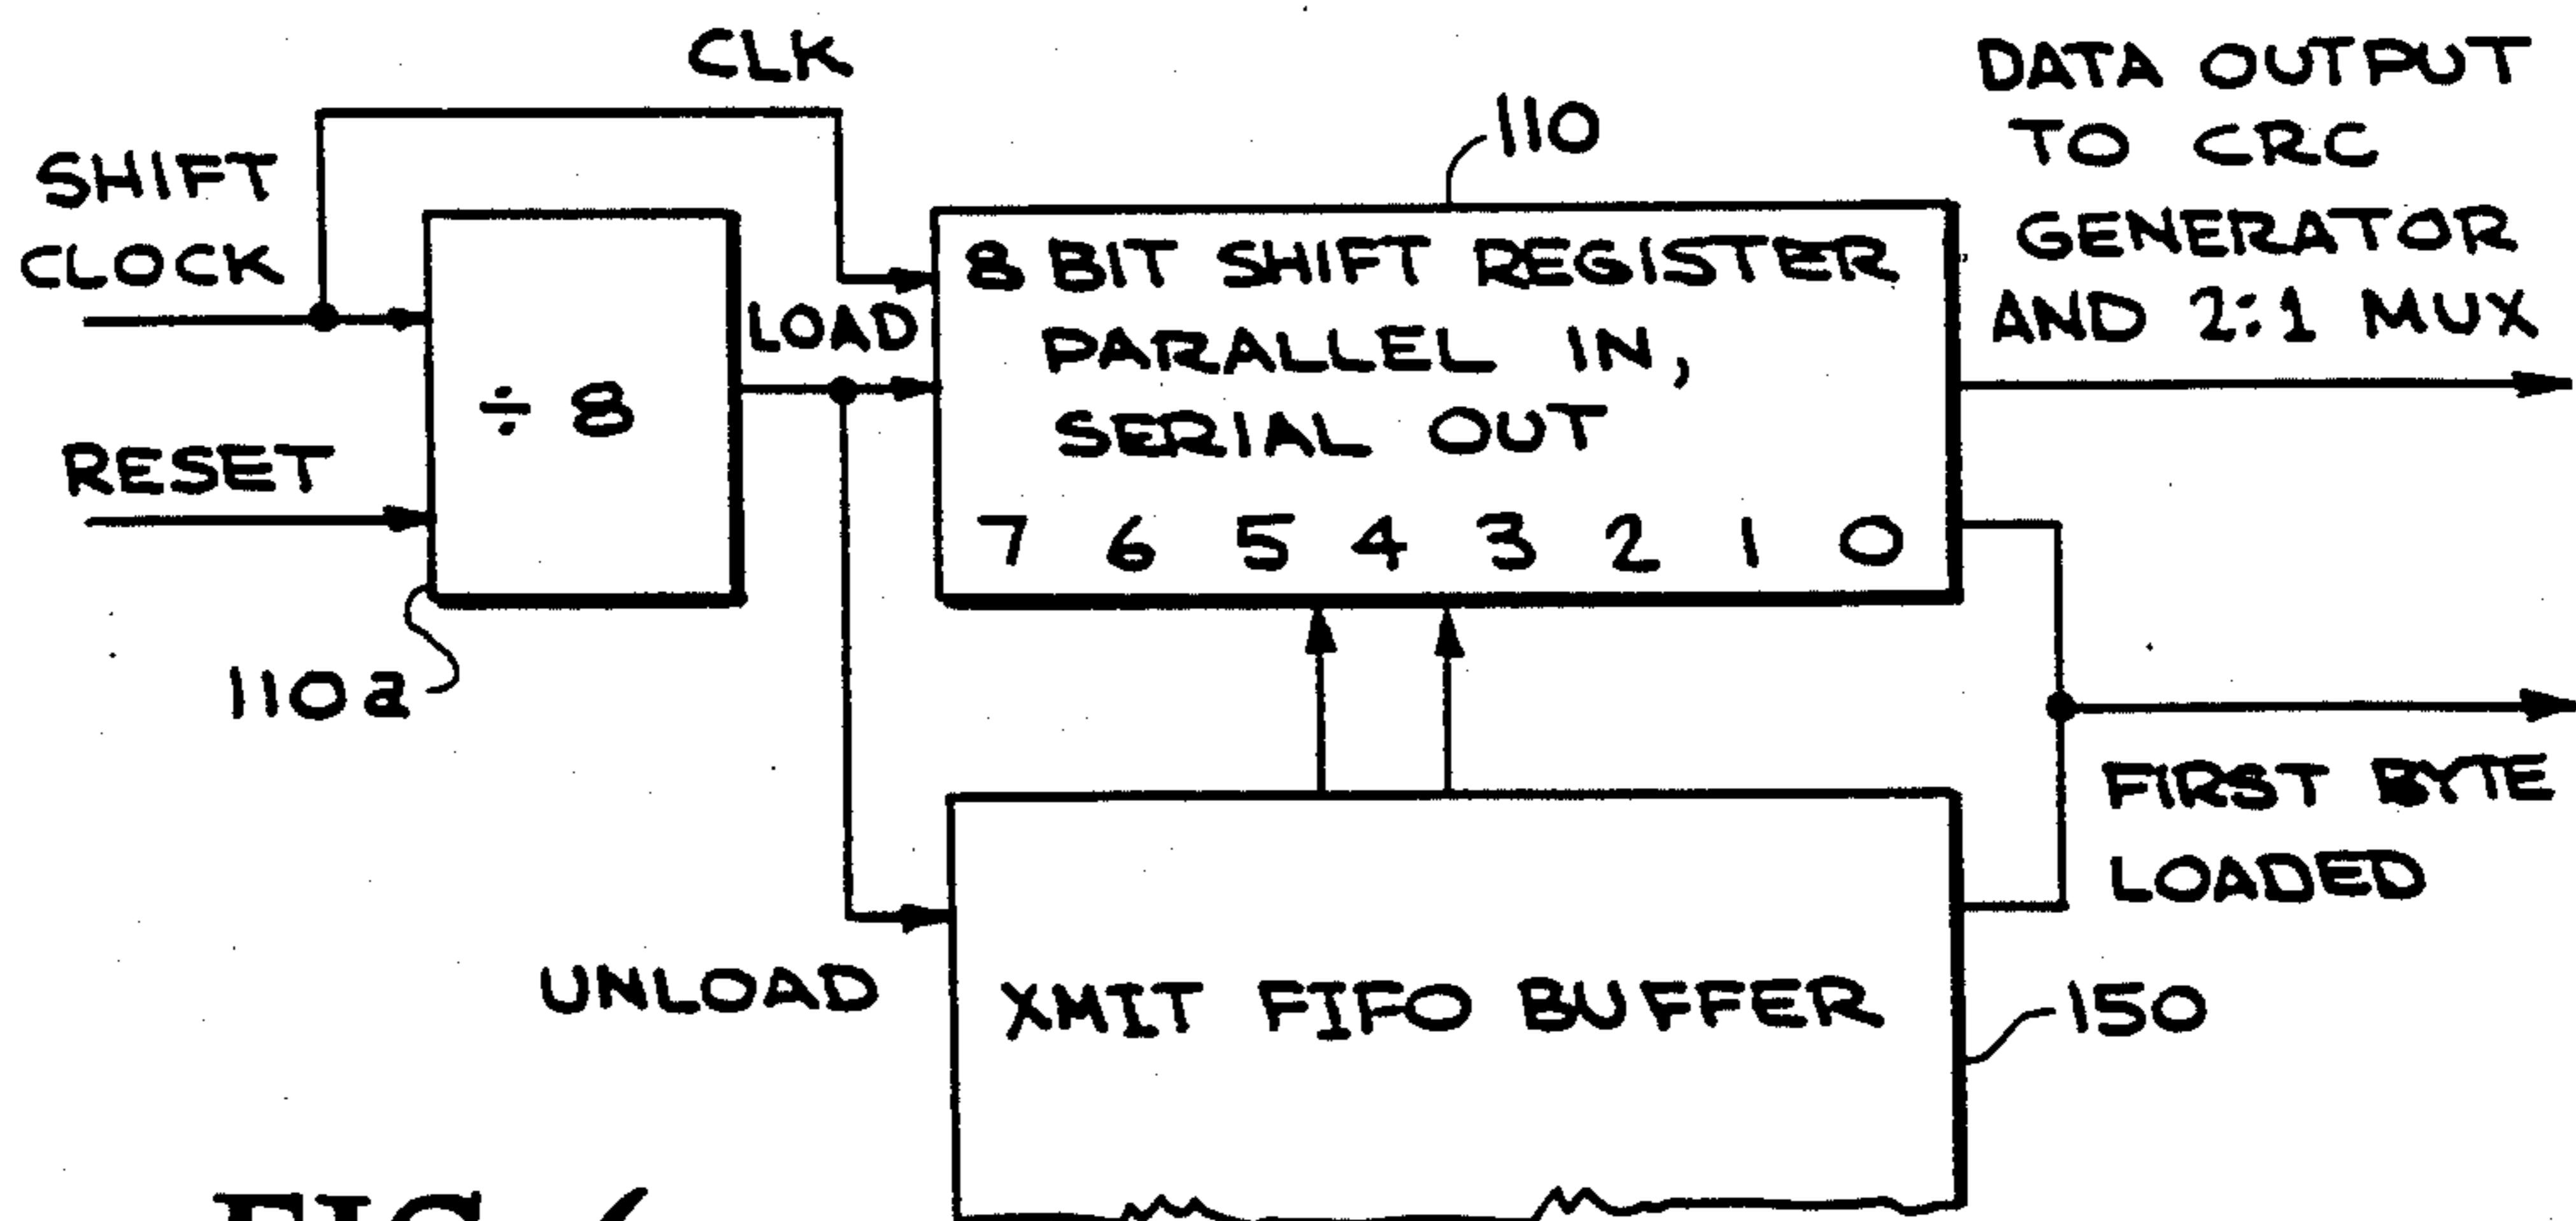 CLK
SHIFT
CLOCK
RESET
÷ 8
110a
LOAD
110
8 BIT SHIFT REGISTER
PARALLEL IN,
SERIAL OUT
7 6 5 4 3 2 1 0
DATA OUTPUT
TO CRC
GENERATOR
AND 2:1 MUX
FIRST BYTE
LOADED
UNLOAD
XMIT FIFO BUFFER
150
FIG.